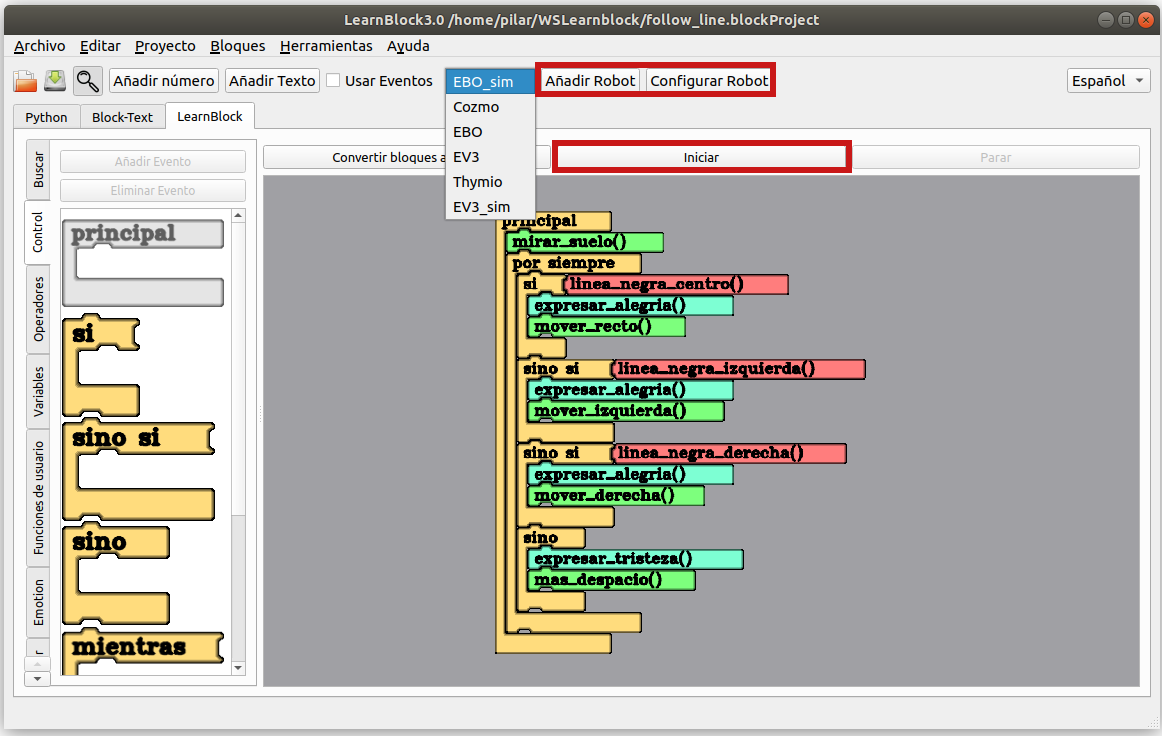 LearnBlock3.0 /home/pilar/WSLearnblock/follow_line.blockProject
Archivo Editar Proyecto Bloques Herramientas Ayuda
Añadir número Añadir Texto Usar Eventos EBO_sim Añadir Robot Configurar Robot Español
Cozmo
EBO
EV3
Thymio
EV3_sim
Python Block-Text LearnBlock
Buscar
Control
Operadores
Variables
Funciones de usuario
Emotion
r
Añadir Evento
Eliminar Evento
principal
si
sino si
sino
mientras
Convertir bloques a Iniciar Parar
principal
mirar_suelo()
por siempre
si linea_negra_centro()
expresar_alegria()
mover_recto()
sino si linea_negra_izquierda()
expresar_alegria()
mover_izquierda()
sino si linea_negra_derecha()
expresar_alegria()
mover_derecha()
sino
expresar_tristeza()
mas_despacio()